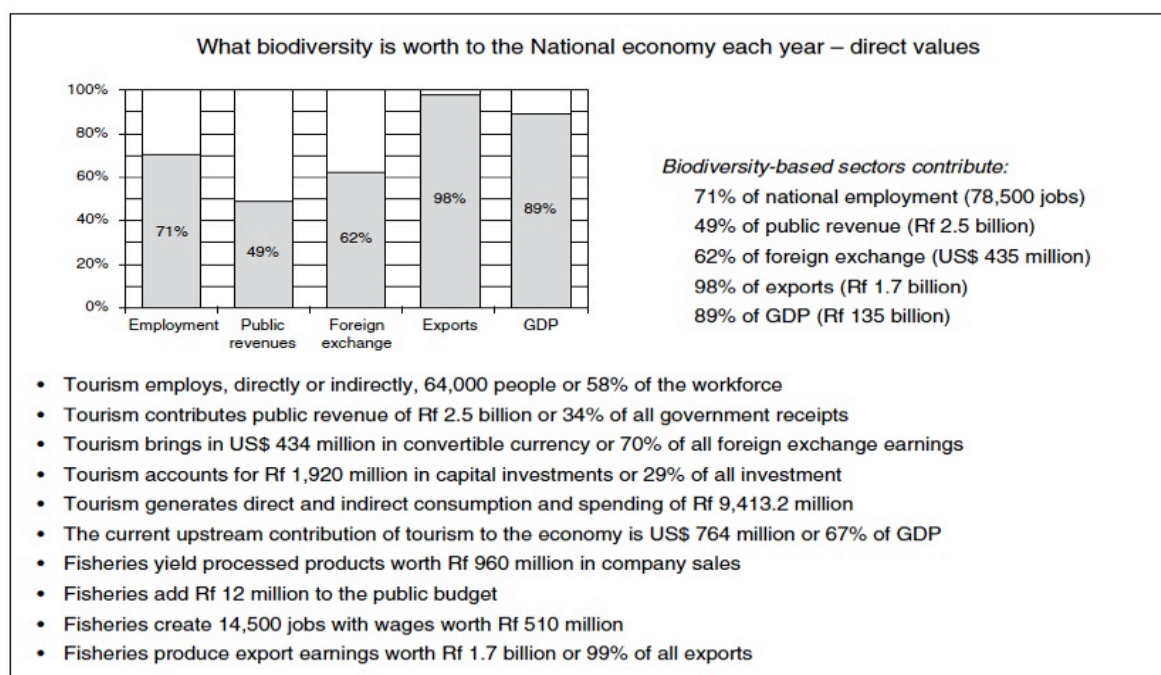 What biodiversity is worth to the National economy each year – direct values
100%
80%
60%
40%
20%
0%
71%
49%
62%
98%
89%
Employment
Public
revenues
Foreign
exchange
Exports
GDP
Biodiversity-based sectors contribute:
71% of national employment (78,500 jobs)
49% of public revenue (Rf 2.5 billion)
62% of foreign exchange (US$ 435 million)
98% of exports (Rf 1.7 billion)
89% of GDP (Rf 135 billion)
• Tourism employs, directly or indirectly, 64,000 people or 58% of the workforce
• Tourism contributes public revenue of Rf 2.5 billion or 34% of all government receipts
• Tourism brings in US$ 434 million in convertible currency or 70% of all foreign exchange earnings
• Tourism accounts for Rf 1,920 million in capital investments or 29% of all investment
• Tourism generates direct and indirect consumption and spending of Rf 9,413.2 million
• The current upstream contribution of tourism to the economy is US$ 764 million or 67% of GDP
• Fisheries yield processed products worth Rf 960 million in company sales
• Fisheries add Rf 12 million to the public budget
• Fisheries create 14,500 jobs with wages worth Rf 510 million
• Fisheries produce export earnings worth Rf 1.7 billion or 99% of all exports